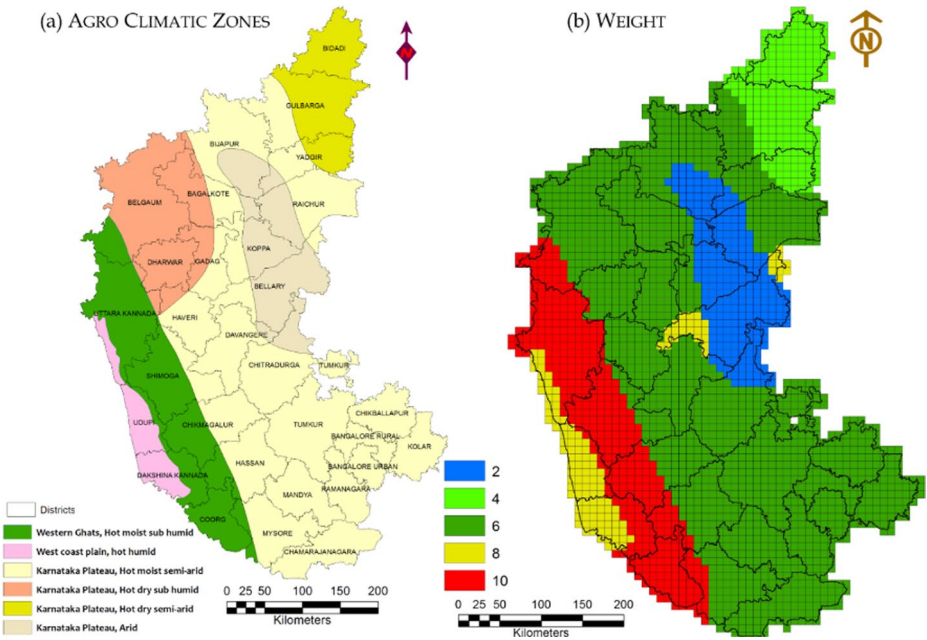 (a) AGRO CLIMATIC ZONES
N
BIDADI
GULBARGA
BIJAPUR
YADGIR
BAGALKOTE
RAICHUR
BELGAUM
KOPPA
DHARWAR
GADAG
BELLARY
UTTARA KANNADA
HAVERI
DAVANGERE
CHITRADURGA
TUMKUR
SHIMOGA
CHIKBALLAPUR
UDUPI
CHIKMAGALUR
TUMKUR
BANGALORE RURAL
KOLAR
HASSAN
BANGALORE URBAN
DAKSHINA KANNADA
RAMANAGARA
MANDYA
COORG
MYSORE
CHAMARAJANAGARA
Districts
Western Ghats, Hot moist sub humid
West coast plain, hot humid
Karnataka Plateau, Hot moist semi-arid
Karnataka Plateau, Hot dry sub humid
Karnataka Plateau, Hot dry semi-arid
Karnataka Plateau, Arid
0 25 50 100 150 200
Kilometers
(b) WEIGHT
N
2
4
6
8
10
0 25 50 100 150 200
Kilometers